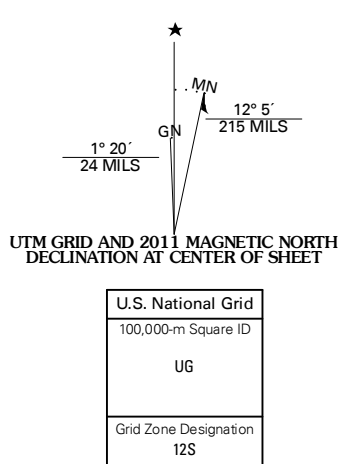 ★
MN
GN
12° 5´
215 MILS
1° 20´
24 MILS
UTM GRID AND 2011 MAGNETIC NORTH
DECLINATION AT CENTER OF SHEET
U.S. National Grid
100,000-m Square ID
UG
Grid Zone Designation
12S